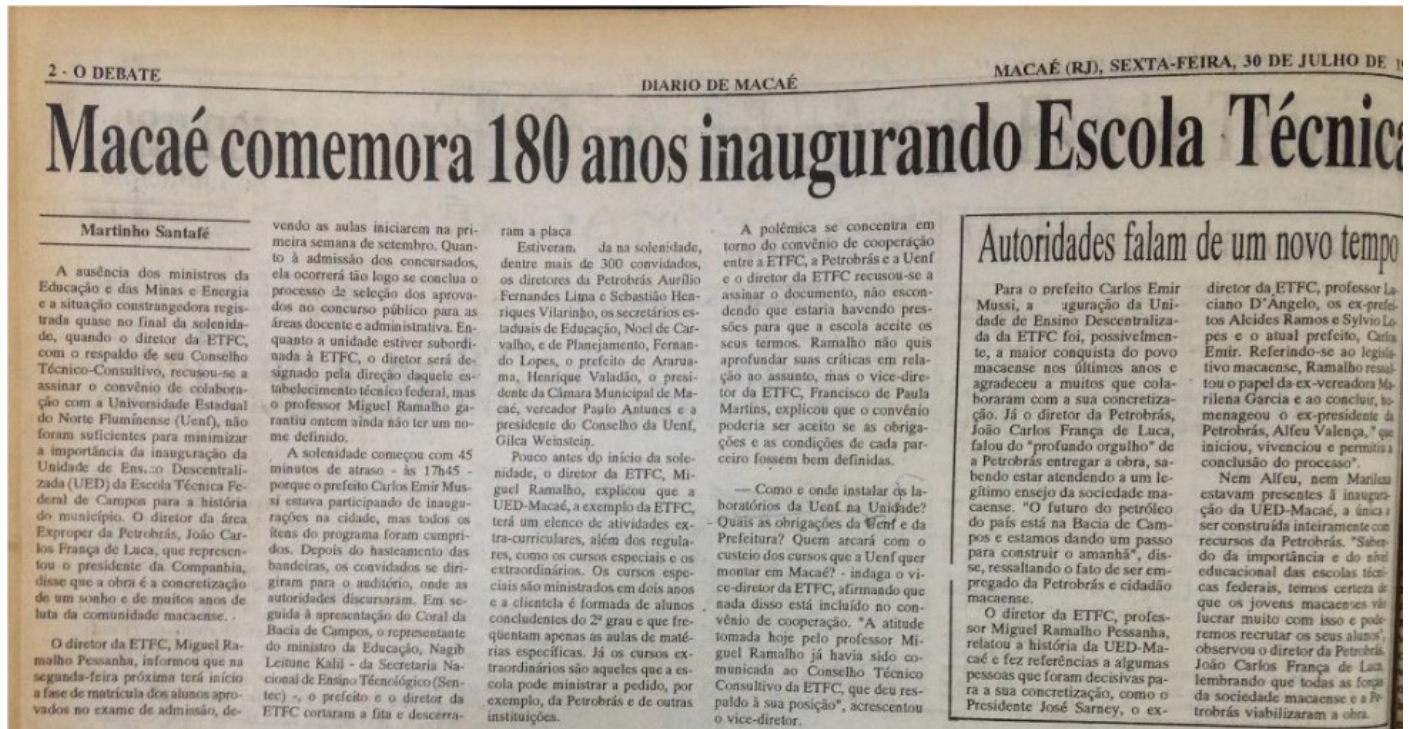 2 - O DEBATE
DIARIO DE MACAÉ
MACAÉ (RJ), SEXTA-FEIRA, 30 DE JULHO DE
Macaé comemora 180 anos inaugurando Escola Técnica
Martinho Santafé
A ausência dos ministros da
Educação e das Minas e Energia
e a situação constrangedora regis-
trada quase no final da solenida-
de, quando o diretor da ETFC,
com o respaldo de seu Conselho
Técnico-Consultivo, recusou-se a
assinar o convênio de colabora-
ção com a Universidade Estadual
do Norte Flumínense (Uenf), não
foram suficientes para minimizar
a importância da inauguração da
Unidade de Ens.:o Descentrali-
zada (UED) da Escola Técnica Fe-
deral de Campos para a história
do município. O diretor da área
Exproper da Petrobrás, João Car-
los França de Luca, que represen-
tou o presidente da Companhia,
disse que a obra é a concretização
de um sonho e de muitos anos de
luta da comunidade macaense.
O diretor da ETFC, Miguel Ra-
malho Pessanha, informou que na
segunda-feira próxima terá início
a fase de matrícula dos alunos apro-
vados no exame de admissão, de-
vendo as aulas iniciarem na pri-
meira semana de setembro. Quan-
to à admissão dos concursados,
ela ocorrerá tão logo se conclua o
processo de seleção dos aprova-
dos no concurso público para as
áreas docente e administrativa. En-
quanto a unidade estiver subordi-
nada à ETFC, o diretor será de-
signado pela direção daquele es-
tabelecimento técnico federal, mas
o professor Miguel Ramalho ga-
rantiu ontem ainda não ter um no-
me definido.
A solenidade começou com 45
minutos de atraso - às 17h45 -
porque o prefeito Carlos Emir Mus-
si estava participando de inaugu-
rações na cidade, mas todos os
itens do programa foram cumpri-
dos. Depois do hasteamento das
bandeiras, os convidados se diri-
giram para o auditório, onde as
autoridades discursaram. Em se-
guida à apresentação do Coral da
Bacia de Campos, o representante
do ministro da Educação, Nagib
Leitune Kalil - da Secretaria Na-
cional de Ensino Técnológico (Sen-
tec) -, o prefeito e o diretor da
ETFC cortaram a fita e descerra-
ram a placa
Estiveram da na solenidade,
dentre mais de 300 convidados,
os diretores da Petrobrás Aurílio
Fernandes Lima e Sebastião Hen-
riques Vilarinho, os secretários es-
taduais de Educação, Noel de Car-
valho, e de Planejamento, Fernan-
do Lopes, o prefeito de Ararua-
ma, Henrique Valadão, o presi-
dente da Câmara Municipal de Ma-
caé, vereador Paulo Antunes e a
presidente do Conselho da Uenf,
Gilca Weinstein.
Pouco antes do início da sole-
nidade, o diretor da ETFC, Mi-
guel Ramalho, explicou que a
UED-Macaé, a exemplo da ETFC,
terá um elenco de atividades ex-
tra-curriculares, além dos regula-
res, como os cursos especiais e os
extraordinários. Os cursos espe-
ciais são ministrados em dois anos
e a clientela é formada de alunos
concludentes do 2º grau e que fre-
qüentam apenas as aulas de maté-
rias específicas. Já os cursos ex-
traordinários são aqueles que a es-
cola pode ministrar a pedido, por
exemplo, da Petrobrás e de outras
instituições.
A polêmica se concentra em
torno do convênio de cooperação
entre a ETFC, a Petrobrás e a Uenf
e o diretor da ETFC recusou-se a
assinar o documento, não escon-
dendo que estaria havendo pres-
sões para que a escola aceite os
seus termos. Ramalho não quis
aprofundar suas críticas em rela-
ção ao assunto, mas o vice-dire-
tor da ETFC, Francisco de Paula
Martins, explicou que o convênio
poderia ser aceito se as obriga-
ções e as condições de cada par-
ceiro fossem bem definidas.
— Como e onde instalar os la-
boratórios da Uenf na Unidade?
Quais as obrigações da Uenf e da
Prefeitura? Quem arcará com o
custeio dos cursos que a Uenf quer
montar em Macaé? - indaga o vi-
ce-diretor da ETFC, afirmando que
nada disso está incluído no con-
vênio de cooperação. "A atitude
tomada hoje pelo professor Mi-
guel Ramalho já havia sido co-
municada ao Conselho Técnico
Consultivo da ETFC, que deu res-
paldo à sua posição", acrescentou
o vice-diretor.
Autoridades falam de um novo tempo
Para o prefeito Carlos Emir
Mussi, a uguração da Uni-
dade de Ensino Descentraliza-
da da ETFC foi, possivelmen-
te, a maior conquista do povo
macaense nos últimos anos e
agradeceu a muitos que cola-
boraram com a sua concretiza-
ção. Já o diretor da Petrobrás,
João Carlos França de Luca,
falou do "profundo orgulho" de
a Petrobrás entregar a obra, sa-
bendo estar atendendo a um le-
gítimo ensejo da sociedade ma-
caense. "O futuro do petróleo
do país está na Bacia de Cam-
pos e estamos dando um passo
para construir o amanhã", dis-
se, ressaltando o fato de ser em-
pregado da Petrobrás e cidadão
macaense.
O diretor da ETFC, profes-
sor Miguel Ramalho Pessanha,
relatou a história da UED-Ma-
caé e fez referências a algumas
pessoas que foram decisivas pa-
ra a sua concretização, como o
Presidente José Sarney, o ex-
diretor da ETFC, professor Lu-
ciano D'Angelo, os ex-prefei-
tos Alcides Ramos e Sylvio Lo-
pes e o atual prefeito, Carlos
Emir. Referindo-se ao legisla-
tivo macaense, Ramalho ressal-
tou o papel da ex-vereadora Ma-
rilena Garcia e ao concluir, ho-
menageou o ex-presidente da
Petrobrás, Alfeu Valença, "que
iniciou, vivenciou e permitiu a
conclusão do processo".
Nem Alfeu, nem Marilena
estavam presentes à inaugura-
ção da UED-Macaé, a única a
ser construída inteiramente com
recursos da Petrobrás. "Saben-
do da importância e do nível
educacional das escolas técni-
cas federais, temos certeza de
que os jovens macaenses vão
lucrar muito com isso e pode-
remos recrutar os seus alunos",
observou o diretor da Petrobrás,
João Carlos França de Luca,
lembrando que todas as forças
da sociedade macaense e a Pe-
trobrás viabilizaram a obra.